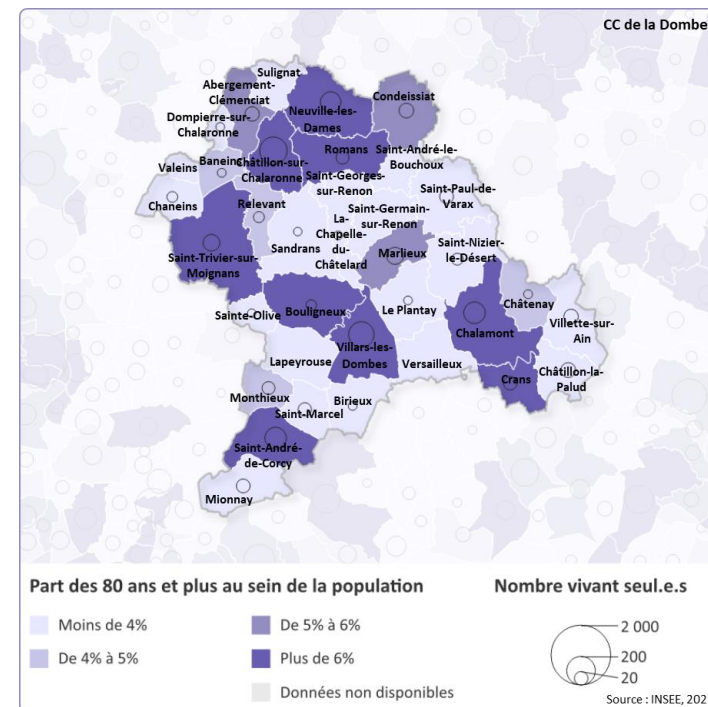 CC de la Dombe
Sulignat
Abergement-
Clémenciat
Neuville-les-
Dames
Condeissiat
Dompierre-sur-
Chalaronne
Romans
Saint-André-le-
Bouchoux
Valeins
Baneins
Châtillon-sur-
Chalaronne
Saint-Georges-
sur-Renon
Saint-Paul-de-
Varax
Chaneins
Relevant
Saint-Germain-
sur-Renon
La-
Chapelle-
du-
Châtelard
Sandrans
Marlieux
Saint-Nizier-
le-Désert
Saint-Trivier-sur-
Moignans
Sainte-Olive
Bouligneux
Le Plantay
Châtenay
Chalamont
Villette-sur-
Ain
Villars-les-
Dombes
Lapeyrouse
Versailleux
Châtillon-la-
Palud
Crans
Monthieux
Birieux
Saint-Marcel
Saint-André-
de-Corcy
Mionnay
Part des 80 ans et plus au sein de la population
Moins de 4%
De 4% à 5%
De 5% à 6%
Plus de 6%
Données non disponibles
Nombre vivant seul.e.s
2 000
200
20
Source : INSEE, 202